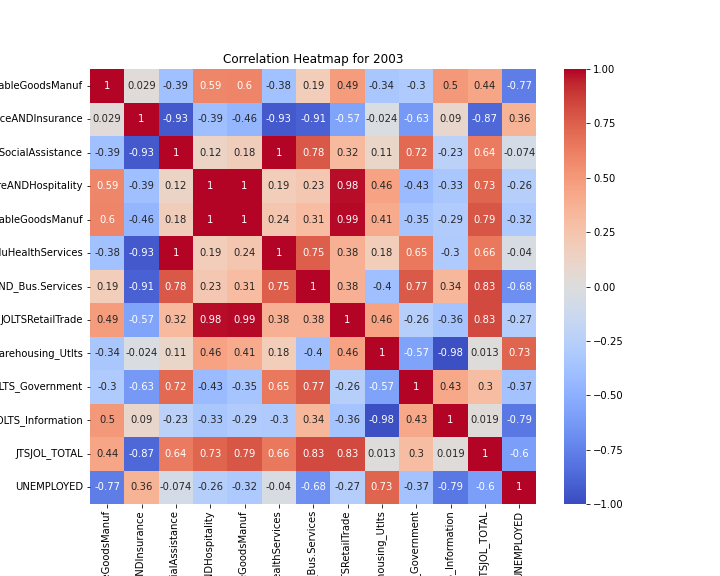 Correlation Heatmap for 2003
ableGoodsManuf 1 0.029 -0.39 0.59 0.6 -0.38 0.19 0.49 -0.34 -0.3 0.5 0.44 -0.77
ceANDInsurance 0.029 1 -0.93 -0.39 -0.46 -0.93 -0.91 -0.57 -0.024 -0.63 0.09 -0.87 0.36
SocialAssistance -0.39 -0.93 1 0.12 0.18 1 0.78 0.32 0.11 0.72 -0.23 0.64 -0.074
reANDHospitality 0.59 -0.39 0.12 1 1 0.19 0.23 0.98 0.46 -0.43 -0.33 0.73 -0.26
ableGoodsManuf 0.6 -0.46 0.18 1 1 0.24 0.31 0.99 0.41 -0.35 -0.29 0.79 -0.32
duHealthServices -0.38 -0.93 1 0.19 0.24 1 0.75 0.38 0.18 0.65 -0.3 0.66 -0.04
ND_Bus.Services 0.19 -0.91 0.78 0.23 0.31 0.75 1 0.38 -0.4 0.77 0.34 0.83 -0.68
JOLTSRetailTrade 0.49 -0.57 0.32 0.98 0.99 0.38 0.38 1 0.46 -0.26 -0.36 0.83 -0.27
arehousing_Utlts -0.34 -0.024 0.11 0.46 0.41 0.18 -0.4 0.46 1 -0.57 -0.98 0.013 0.73
LTS_Government -0.3 -0.63 0.72 -0.43 -0.35 0.65 0.77 -0.26 -0.57 1 0.43 0.3 -0.37
OLTS_Information 0.5 0.09 -0.23 -0.33 -0.29 -0.3 0.34 -0.36 -0.98 0.43 1 0.019 -0.79
JTSJOL_TOTAL 0.44 -0.87 0.64 0.73 0.79 0.66 0.83 0.83 0.013 0.3 0.019 1 -0.6
UNEMPLOYED -0.77 0.36 -0.074 -0.26 -0.32 -0.04 -0.68 -0.27 0.73 -0.37 -0.79 -0.6 1
eGoodsManuf
NDInsurance
cialAssistance
NDHospitality
eGoodsManuf
ealthServices
Bus.Services
SRetailTrade
housing_Utlts
_Government
_Information
TSJOL_TOTAL
UNEMPLOYED
1.00
0.75
0.50
0.25
0.00
-0.25
-0.50
-0.75
-1.00